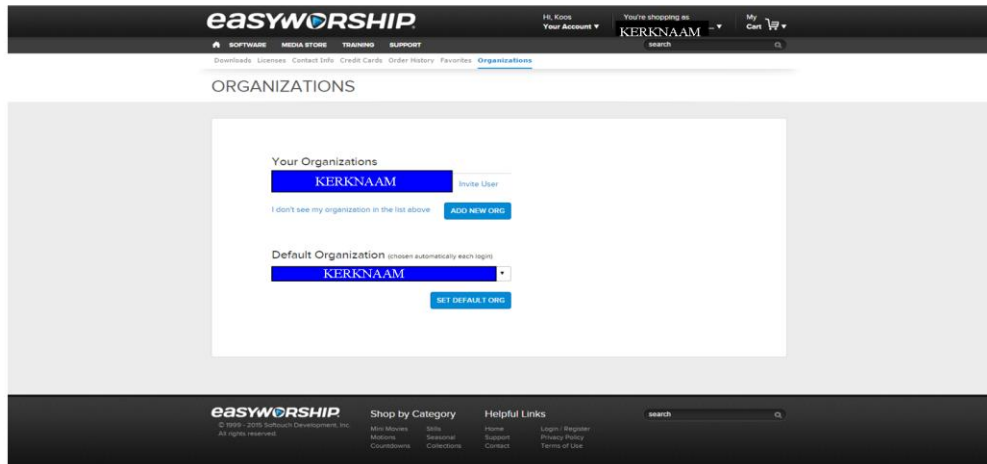 easyworship
Hi, Koos
Your Account ▼
You're shopping as
KERKNAAM ▼
My
Cart ▼
SOFTWARE MEDIA STORE TRAINING SUPPORT
search
Downloads Licenses Contact Info Credit Cards Order History Favorites Organizations
ORGANIZATIONS
Your Organizations
KERKNAAM Invite User
I don't see my organization in the list above ADD NEW ORG
Default Organization (chosen automatically each login)
KERKNAAM
SET DEFAULT ORG
easyworship
© 1999 - 2015 Softouch Development, Inc.
All rights reserved.
Shop by Category
Mini Movies Stills
Motions Seasonal
Countdowns Collections
Helpful Links
Home Login / Register
Support Privacy Policy
Contact Terms of Use
search